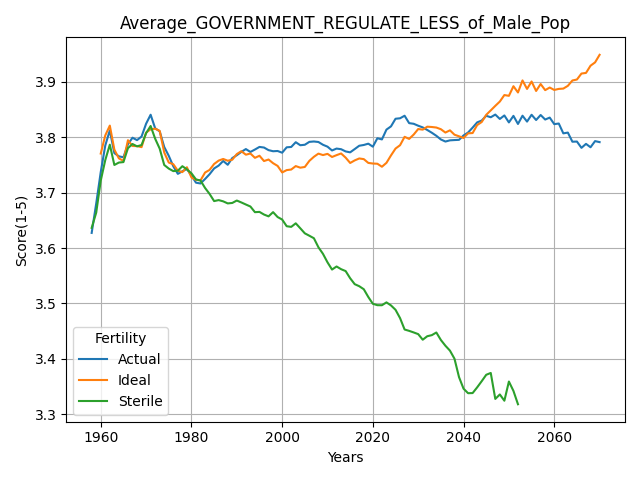 Average_GOVERNMENT_REGULATE_LESS_of_Male_Pop
3.9
3.8
3.7
3.6
3.5
3.4
3.3
Score(1-5)
Fertility
Actual
Ideal
Sterile
1960 1980 2000 2020 2040 2060
Years